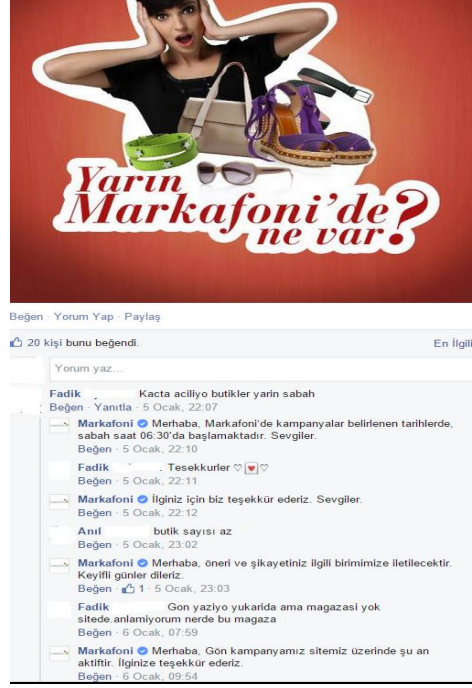 Yarın
Markafoni'de?
ne var
Beğen · Yorum Yap · Paylaş
20 kişi bunu beğendi.
En İlgili
Yorum yaz...
Fadik Kacta aciliyo butikler yarin sabah
Beğen · Yanıtla · 5 Ocak, 22:07
Markafoni Merhaba, Markafoni'de kampanyalar belirlenen tarihlerde,
sabah saat 06:30'da başlamaktadır. Sevgiler.
Beğen · 5 Ocak, 22:10
Fadik . Tesekkurler ♡ 💌 ♡
Beğen · 5 Ocak, 22:11
Markafoni İlginiz için biz teşekkür ederiz. Sevgiler.
Beğen · 5 Ocak, 22:12
Anıl butik sayısı az
Beğen · 5 Ocak, 23:02
Markafoni Merhaba, öneri ve şikayetiniz ilgili birimimize iletilecektir.
Keyifli günler dileriz.
Beğen · 1 · 5 Ocak, 23:03
Fadik Gon yaziyo yukarida ama magazasi yok
sitede.anlamiyorum nerde bu magaza
Beğen · 6 Ocak, 07:59
Markafoni Merhaba, Gön kampanyamız sitemiz üzerinde şu an
aktiftir. İlginize teşekkür ederiz.
Beğen · 6 Ocak, 09:54